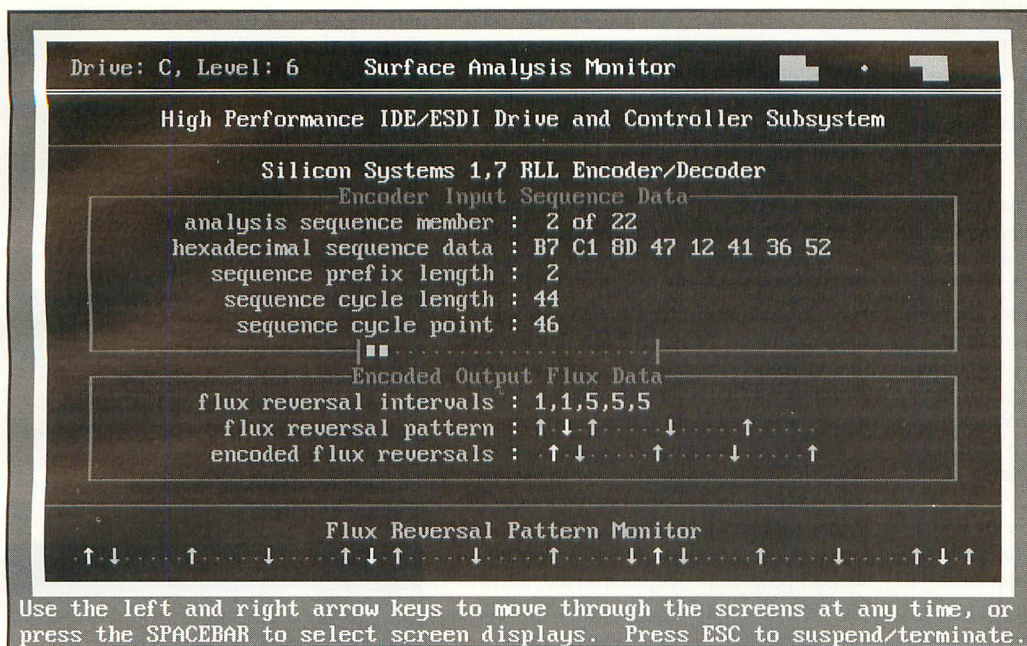 Drive: C, Level: 6 Surface Analysis Monitor
High Performance IDE/ESDI Drive and Controller Subsystem
Silicon Systems 1,7 RLL Encoder/Decoder
Encoder Input Sequence Data
analysis sequence member : 2 of 22
hexadecimal sequence data : B7 C1 8D 47 12 41 36 52
sequence prefix length : 2
sequence cycle length : 44
sequence cycle point : 46
Encoded Output Flux Data
flux reversal intervals : 1,1,5,5,5
flux reversal pattern : ↑·↓·↑·····↓·····↑·····
encoded flux reversals : ·↑·↓·····↑·····↓·····↑
Flux Reversal Pattern Monitor
·↑·↓·····↑·····↓·····↑·↓·↑·····↓·····↑·····↓·↑·↓·····↑·····↓·····↑·↓·↑
Use the left and right arrow keys to move through the screens at any time, or
press the SPACEBAR to select screen displays. Press ESC to suspend/terminate.